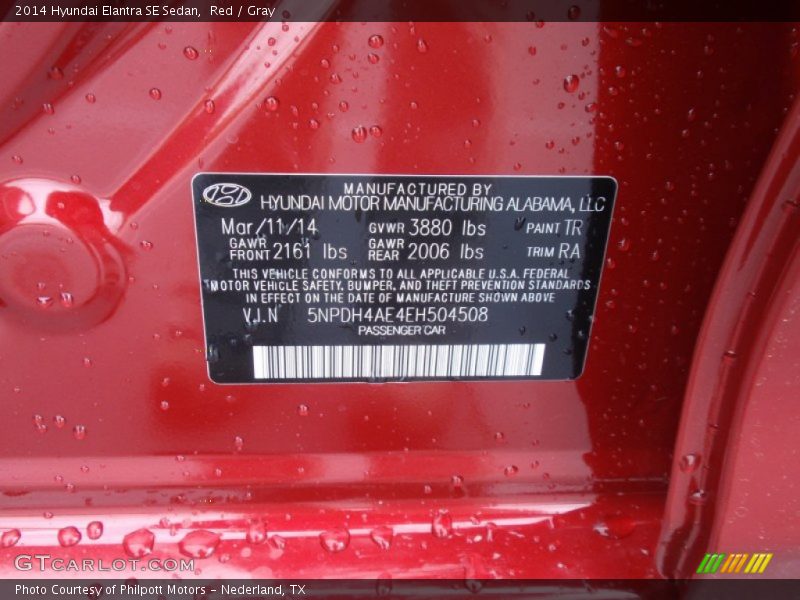 2014 Hyundai Elantra SE Sedan,  Red / Gray
MANUFACTURED BY
HYUNDAI MOTOR MANUFACTURING ALABAMA, LLC
Mar/11/14 GVWR 3880 lbs PAINT TR
GAWR FRONT 2161 lbs GAWR REAR 2006 lbs TRIM RA
THIS VEHICLE CONFORMS TO ALL APPLICABLE U.S.A. FEDERAL
MOTOR VEHICLE SAFETY, BUMPER, AND THEFT PREVENTION STANDARDS
IN EFFECT ON THE DATE OF MANUFACTURE SHOWN ABOVE
V.I.N 5NPDH4AE4EH504508
PASSENGER CAR
GTCARLOT.COM
Photo Courtesy of Philpott Motors - Nederland, TX